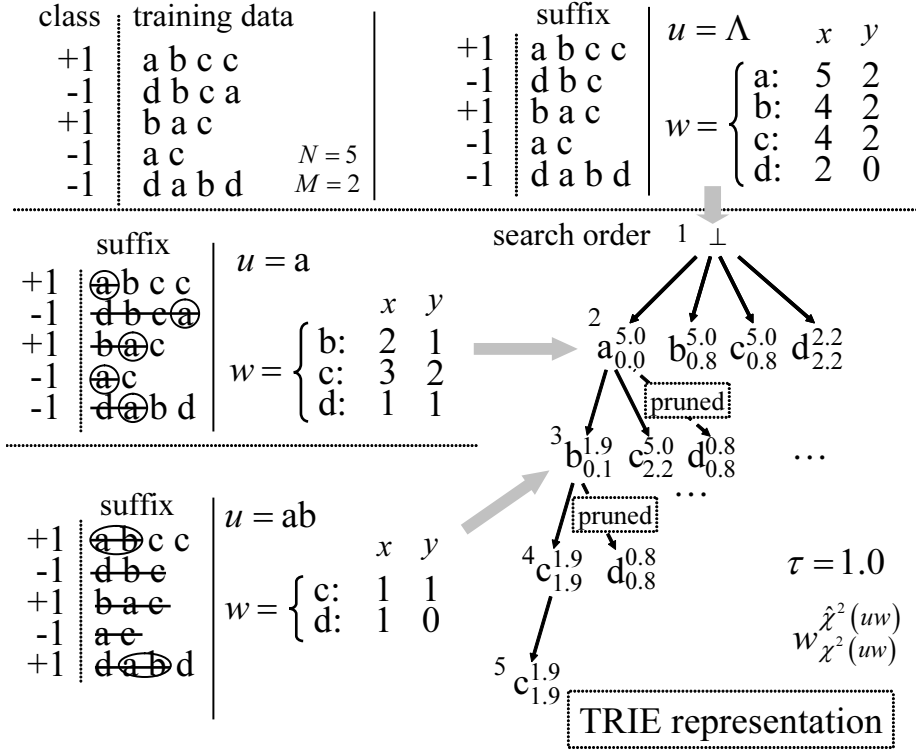 class training data
+1 a b c c
-1 d b c a
+1 b a c
-1 a c N = 5
-1 d a b d M = 2
suffix
+1 a b c c
-1 d b c
+1 b a c
-1 a c
-1 d a b d
u = Λ x y
w = { a: 5 2
b: 4 2
c: 4 2
d: 2 0
suffix
+1 a b c c
-1 d b c a
+1 b a c
-1 a c
-1 d a b d
u = a
x y
w = { b: 2 1
c: 3 2
d: 1 1
suffix
+1 a b c c
-1 d b c
+1 b a c
-1 a c
+1 d a b d
u = ab
x y
w = { c: 1 1
d: 1 0
search order 1 ⊥
2 a 5.0 0.0 b 5.0 0.8 c 5.0 0.8 d 2.2 2.2
pruned
3 b 1.9 0.1 c 5.0 2.2 d 0.8 0.8 ...
...
pruned
4 c 1.9 1.9 d 0.8 0.8
τ = 1.0
w χ̂²(uw) χ²(uw)
5 c 1.9 1.9
TRIE representation